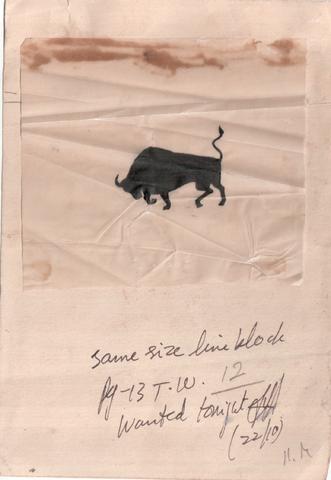 same size line block
pg-13 T.W. 12
wanted tonight
(22/10)
H.M